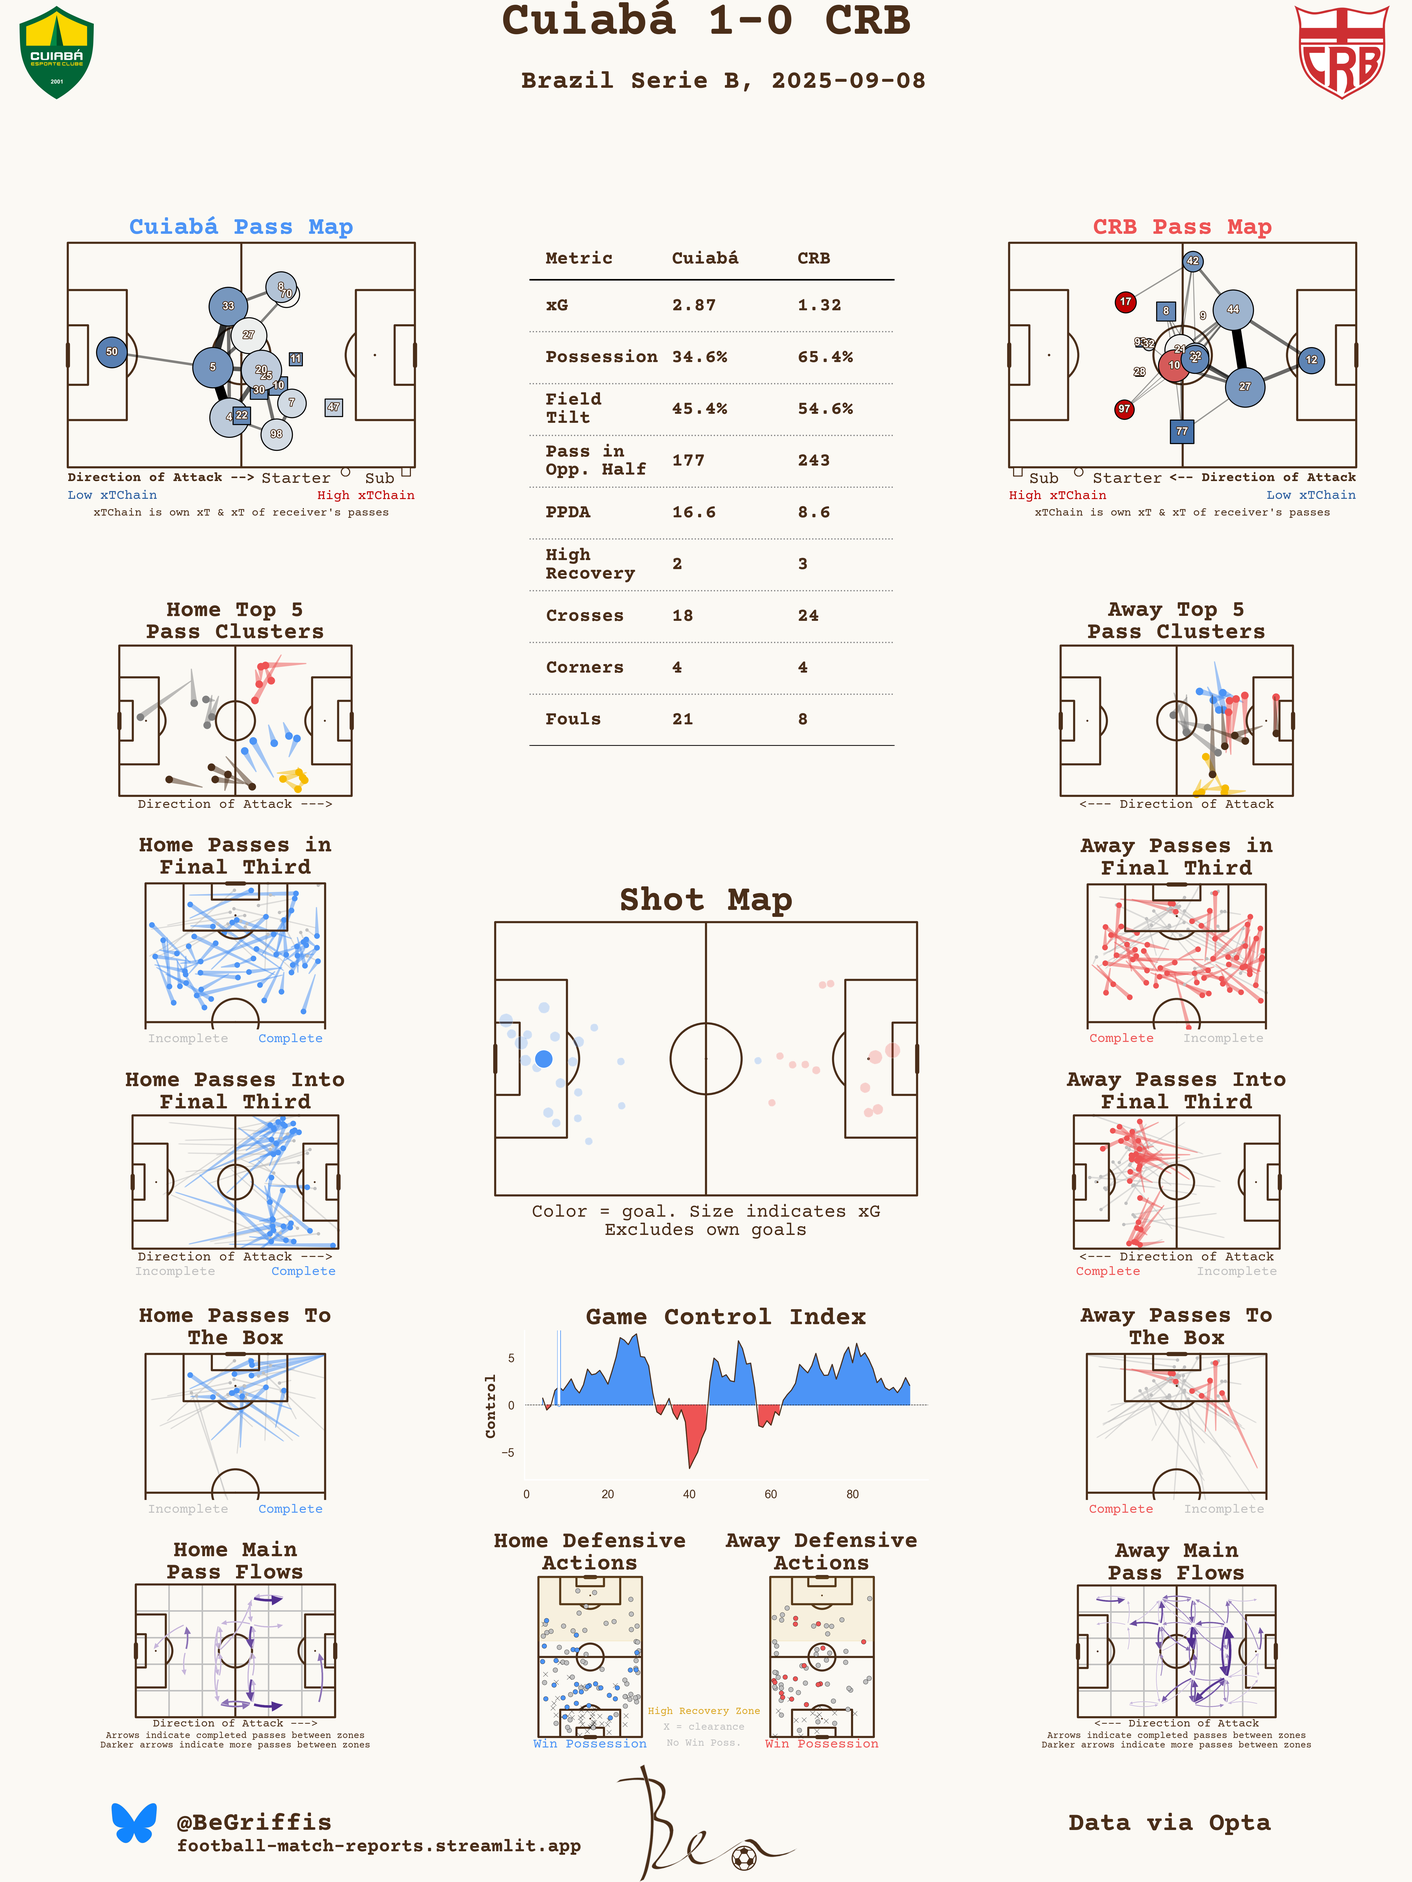 Cuiabá 1-0 CRB
Brazil Serie B, 2025-09-08
CUIABÁ
ESPORTE CLUBE
2001
CRB
Cuiabá Pass Map
50
33
8
70
27
5
20
25
11
10
30
7
4
22
98
47
Direction of Attack --> Starter Sub
Low xTChain High xTChain
xTChain is own xT & xT of receiver's passes
Metric Cuiabá CRB
xG 2.87 1.32
Possession 34.6% 65.4%
Field
Tilt 45.4% 54.6%
Pass in
Opp. Half 177 243
PPDA 16.6 8.6
High
Recovery 2 3
Crosses 18 24
Corners 4 4
Fouls 21 8
CRB Pass Map
42
17
8
9
44
32
10
28
2
12
27
97
77
Sub Starter <-- Direction of Attack
High xTChain Low xTChain
xTChain is own xT & xT of receiver's passes
Home Top 5
Pass Clusters
Direction of Attack --->
Away Top 5
Pass Clusters
<--- Direction of Attack
Home Passes in
Final Third
Incomplete Complete
Away Passes in
Final Third
Complete Incomplete
Shot Map
Color = goal. Size indicates xG
Excludes own goals
Home Passes Into
Final Third
Direction of Attack --->
Incomplete Complete
Away Passes Into
Final Third
<--- Direction of Attack
Complete Incomplete
Home Passes To
The Box
Incomplete Complete
Game Control Index
Control
5
0
−5
0 20 40 60 80
Away Passes To
The Box
Complete Incomplete
Home Main
Pass Flows
Direction of Attack --->
Arrows indicate completed passes between zones
Darker arrows indicate more passes between zones
Home Defensive
Actions
Win Possession
High Recovery Zone
X = clearance
No Win Poss.
Away Defensive
Actions
Win Possession
Away Main
Pass Flows
<--- Direction of Attack
Arrows indicate completed passes between zones
Darker arrows indicate more passes between zones
@BeGriffis
football-match-reports.streamlit.app
Ben
Data via Opta